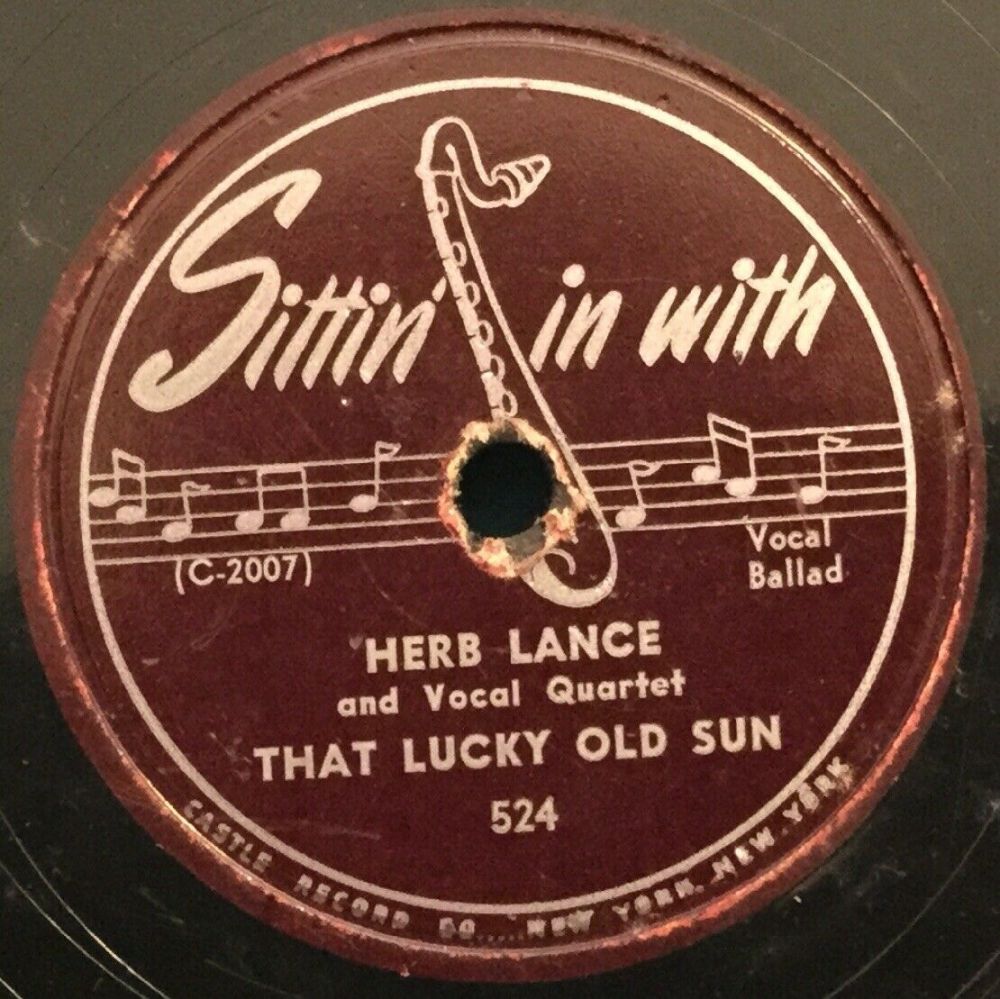 Sittin' in with
(C-2007)
Vocal
Ballad
HERB LANCE
and Vocal Quartet
THAT LUCKY OLD SUN
524
CASTLE RECORD CO.....NEW YORK, NEW YORK